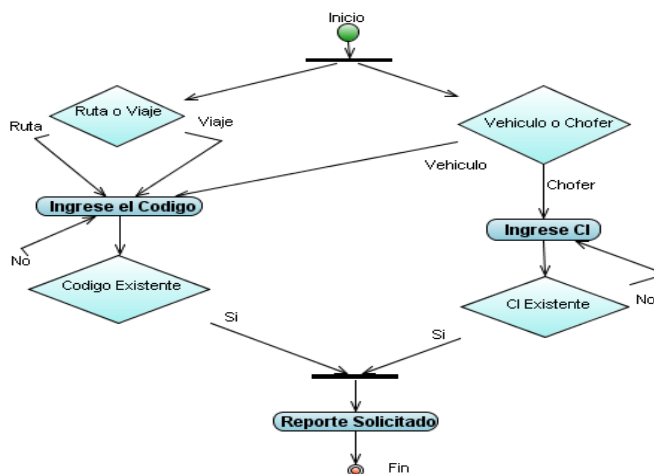 Inicio
Ruta o Viaje
Ruta
Viaje
Vehiculo o Chofer
Vehiculo
Chofer
Ingrese el Codigo
Ingrese CI
No
Codigo Existente
CI Existente
No
Si
Si
Reporte Solicitado
Fin